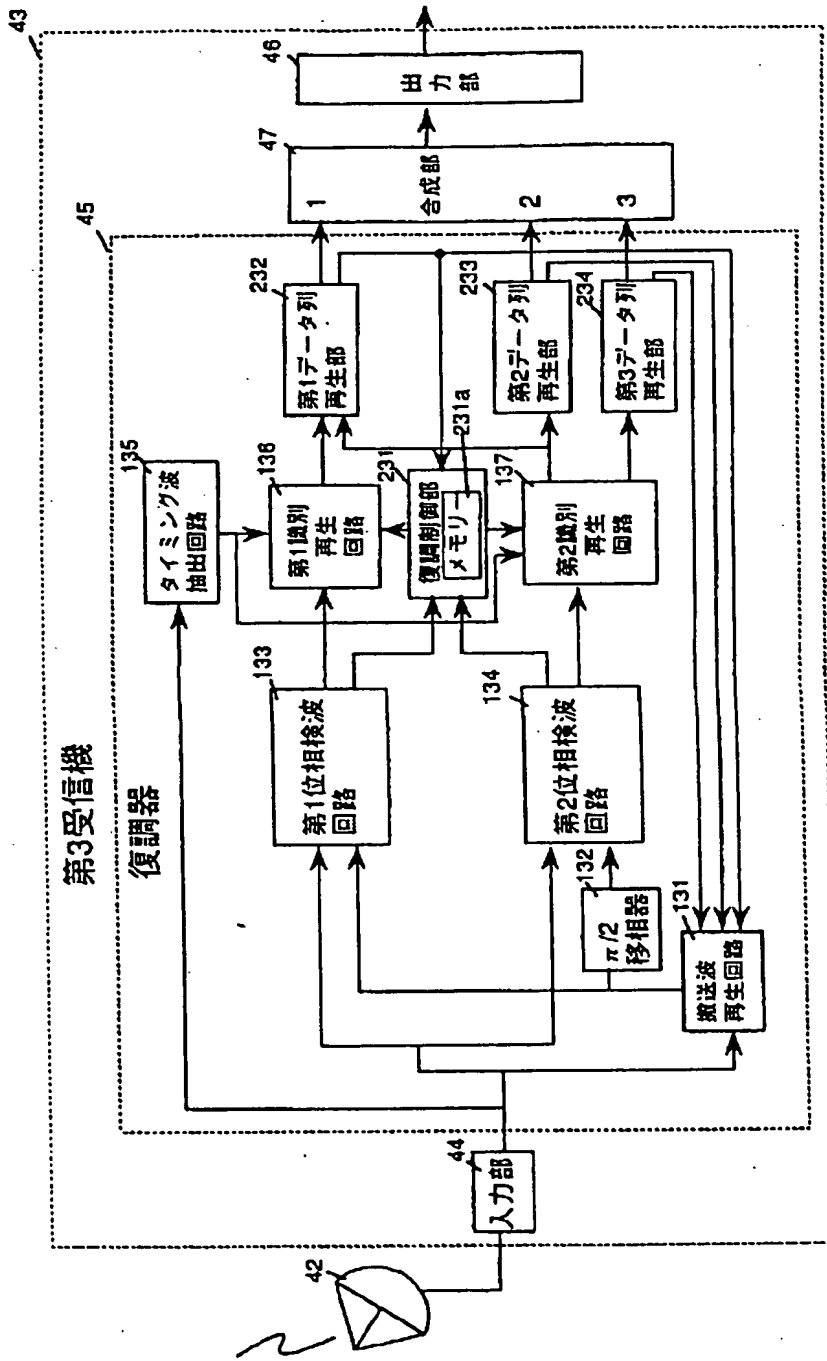 43
第3受信機
45
復調器
42
44
入力部
135
タイミング波
抽出回路
133
第1位相検波
回路
134
第2位相検波
回路
132
π/2
移相器
131
搬送波
再生回路
136
第1識別
再生
回路
231
復調制御部
メモリー
231a
137
第2識別
再生
回路
232
第1データ列
再生部
233
第2データ列
再生部
234
第3データ列
再生部
47
合成部
1
2
3
46
出力部